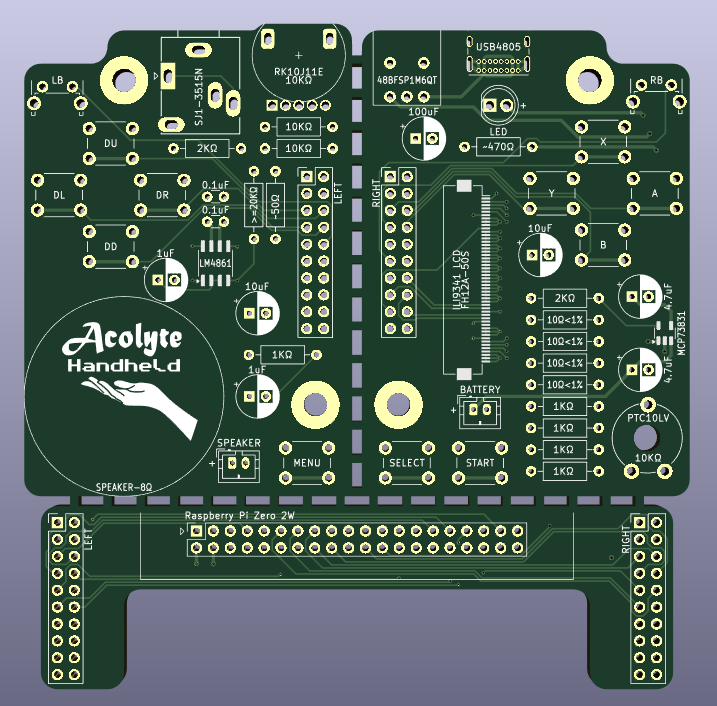 USB4805
LB
RK10J11E
10KΩ
48BFSP1M6QT
RB
SJ1-3515N
100uF
LED
DU
10KΩ
X
2KΩ
10KΩ
~470Ω
DL
DR
0.1uF
>=20KΩ
~50Ω
LEFT
RIGHT
Y
A
0.1uF
DD
B
1uF
LM4861
10uF
ILI9341 LCD
FH12A-50S
10uF
2KΩ
4.7uF
10Ω<1%
MCP73831
Acolyte
Handheld
10Ω<1%
1KΩ
10Ω<1%
4.7uF
1uF
10Ω<1%
BATTERY
1KΩ
PTC10LV
1KΩ
SPEAKER
MENU
SELECT
START
1KΩ
10KΩ
1KΩ
SPEAKER-8Ω
Raspberry Pi Zero 2W
LEFT
RIGHT